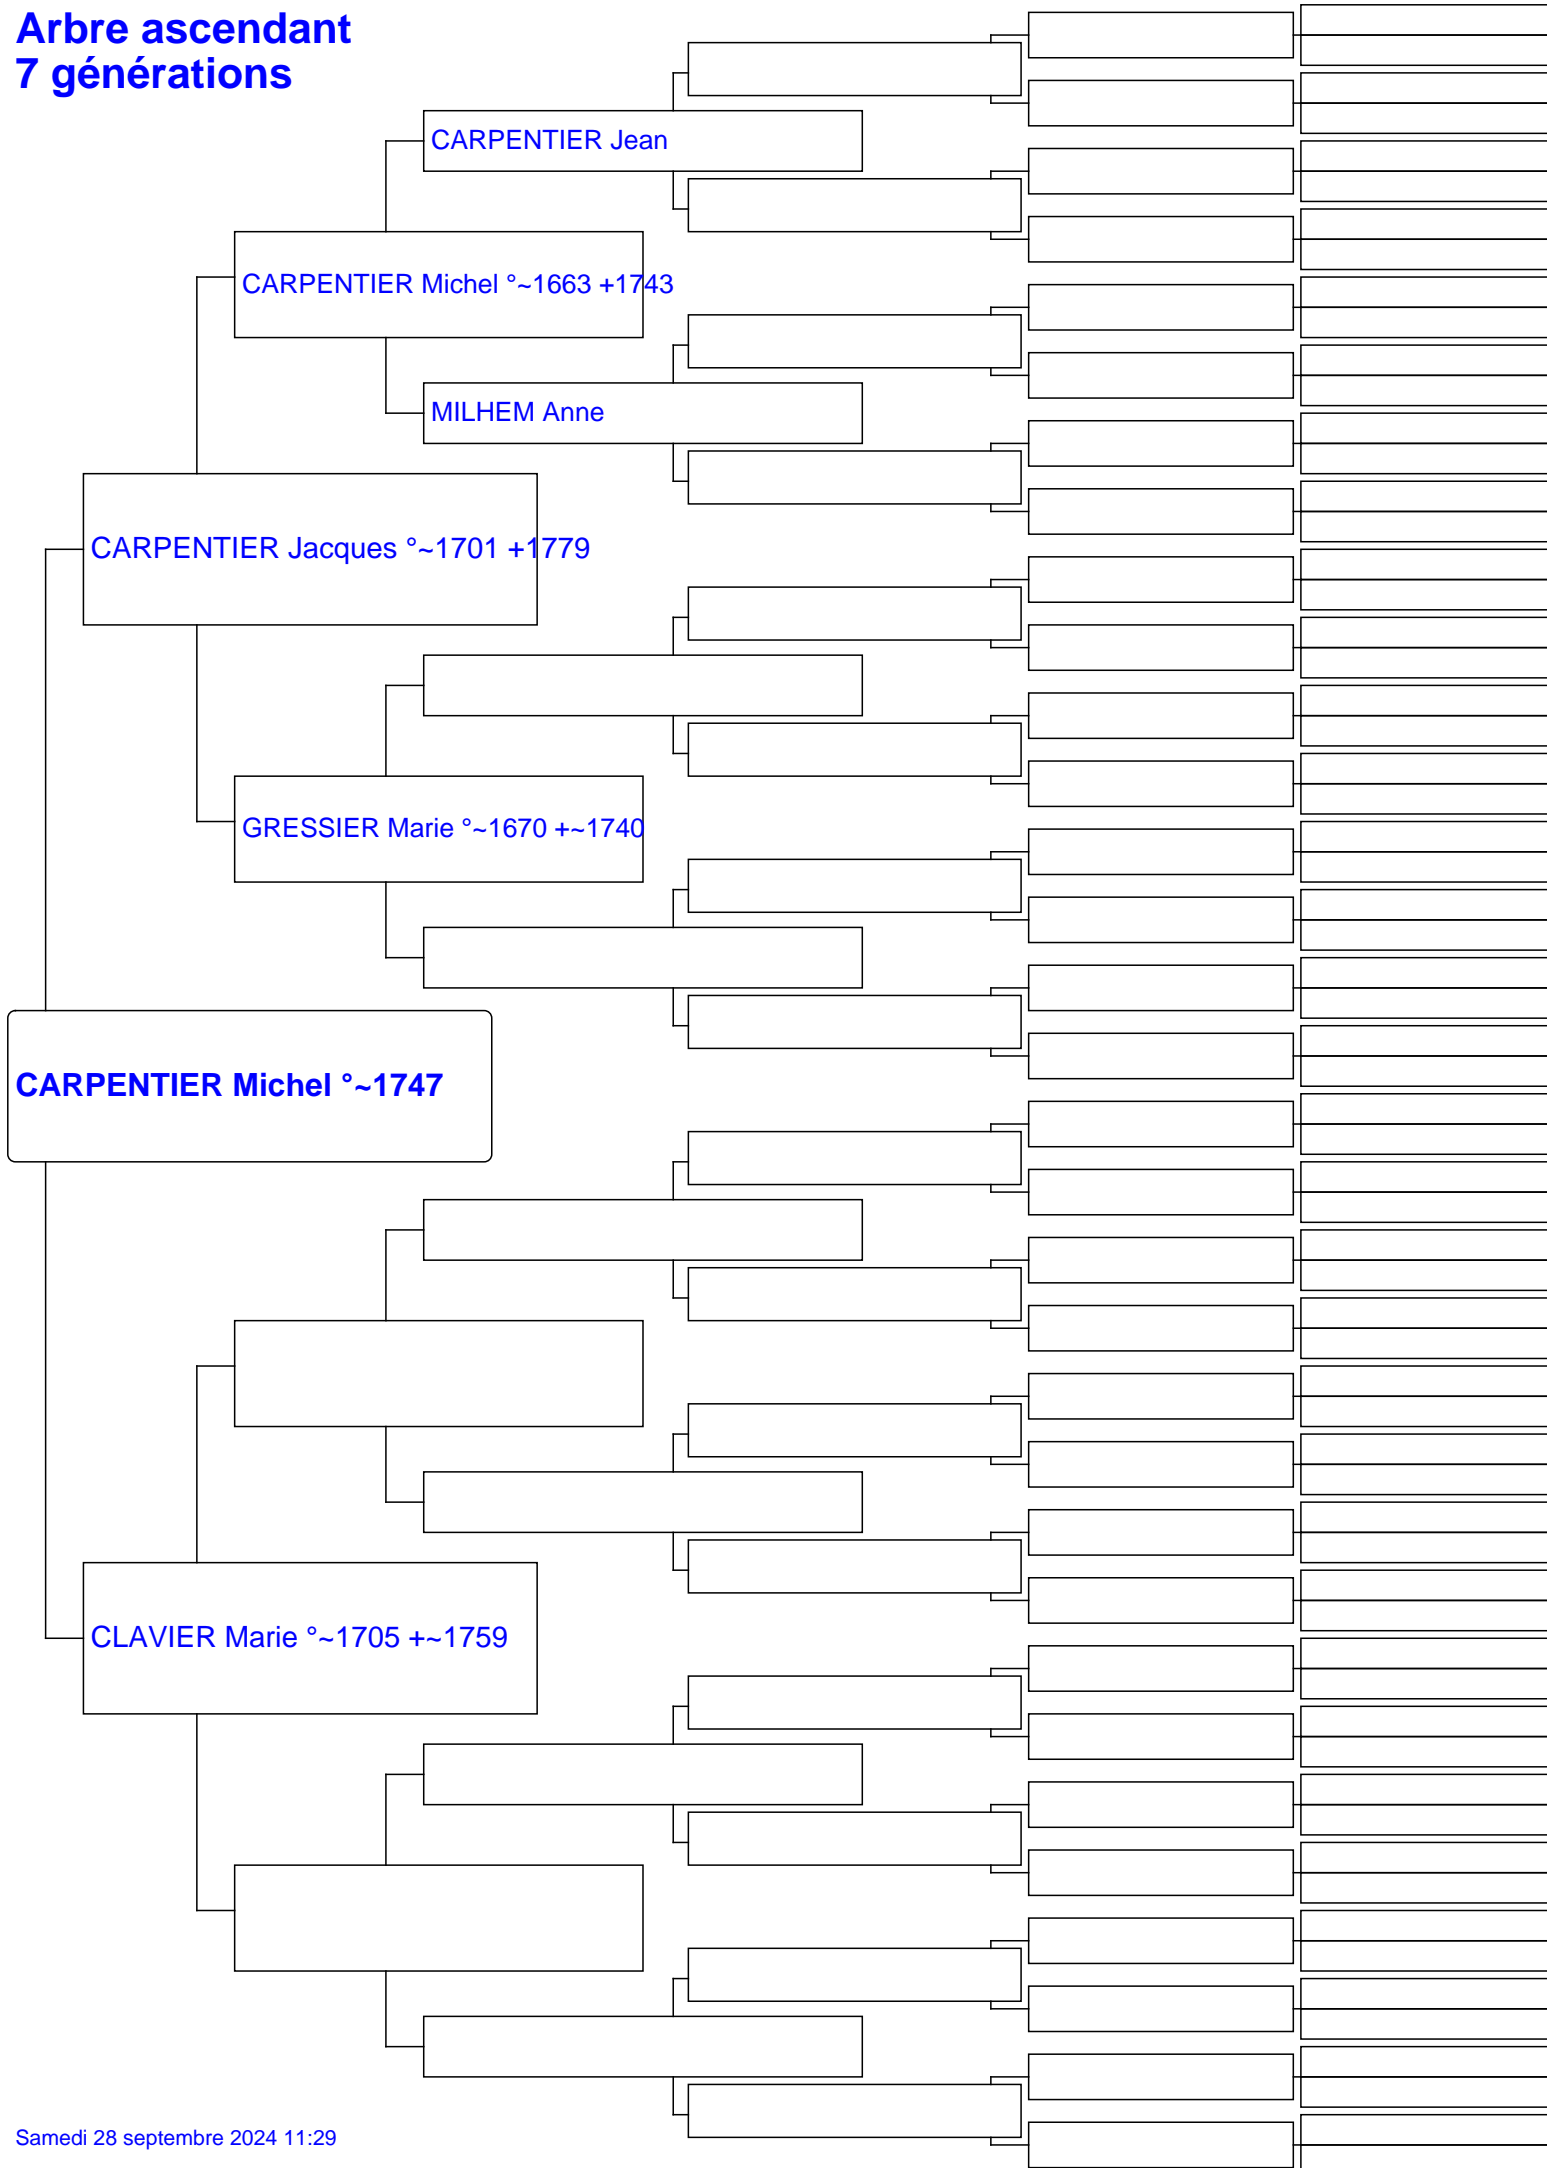 Arbre ascendant
7 générations
CARPENTIER Jean
CARPENTIER Michel °~1663 +1743
MILHEM Anne
CARPENTIER Jacques °~1701 +1779
GRESSIER Marie °~1670 +~1740
CARPENTIER Michel °~1747
CLAVIER Marie °~1705 +~1759
Samedi 28 septembre 2024 11:29